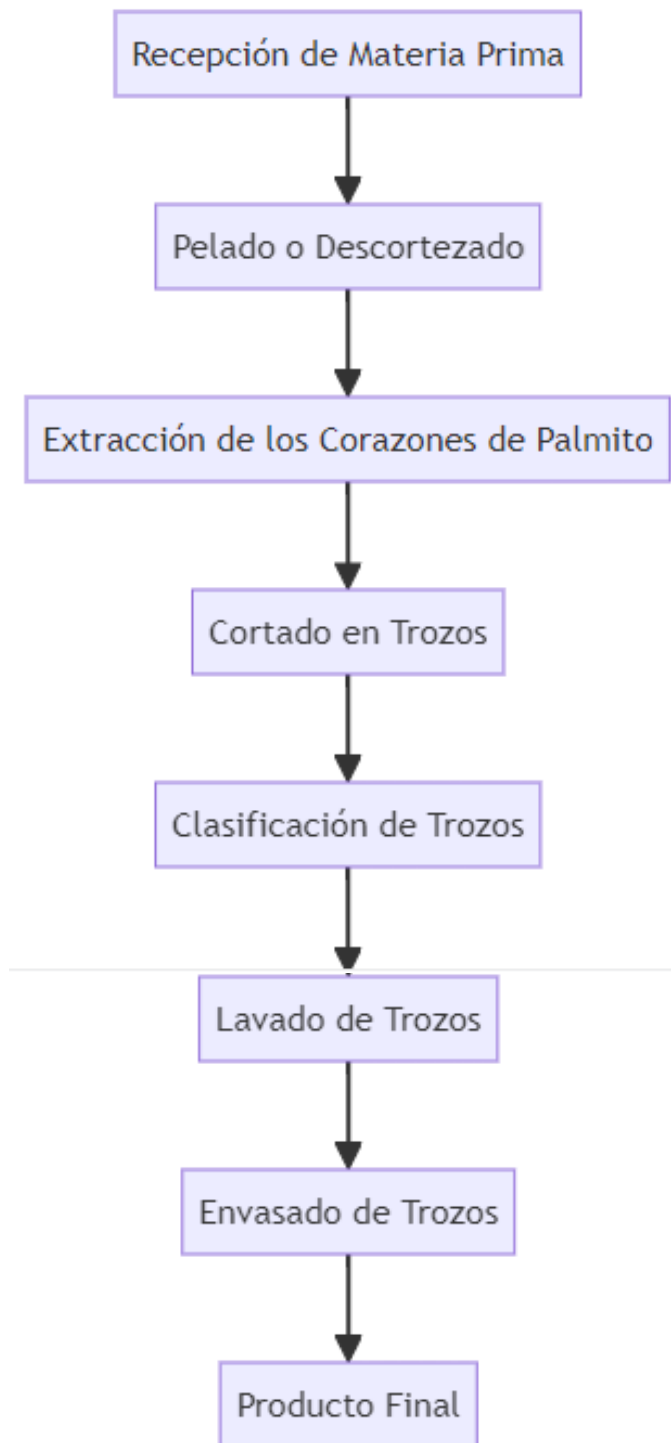 Recepción de Materia Prima
Pelado o Descortezado
Extracción de los Corazones de Palmito
Cortado en Trozos
Clasificación de Trozos
Lavado de Trozos
Envasado de Trozos
Producto Final